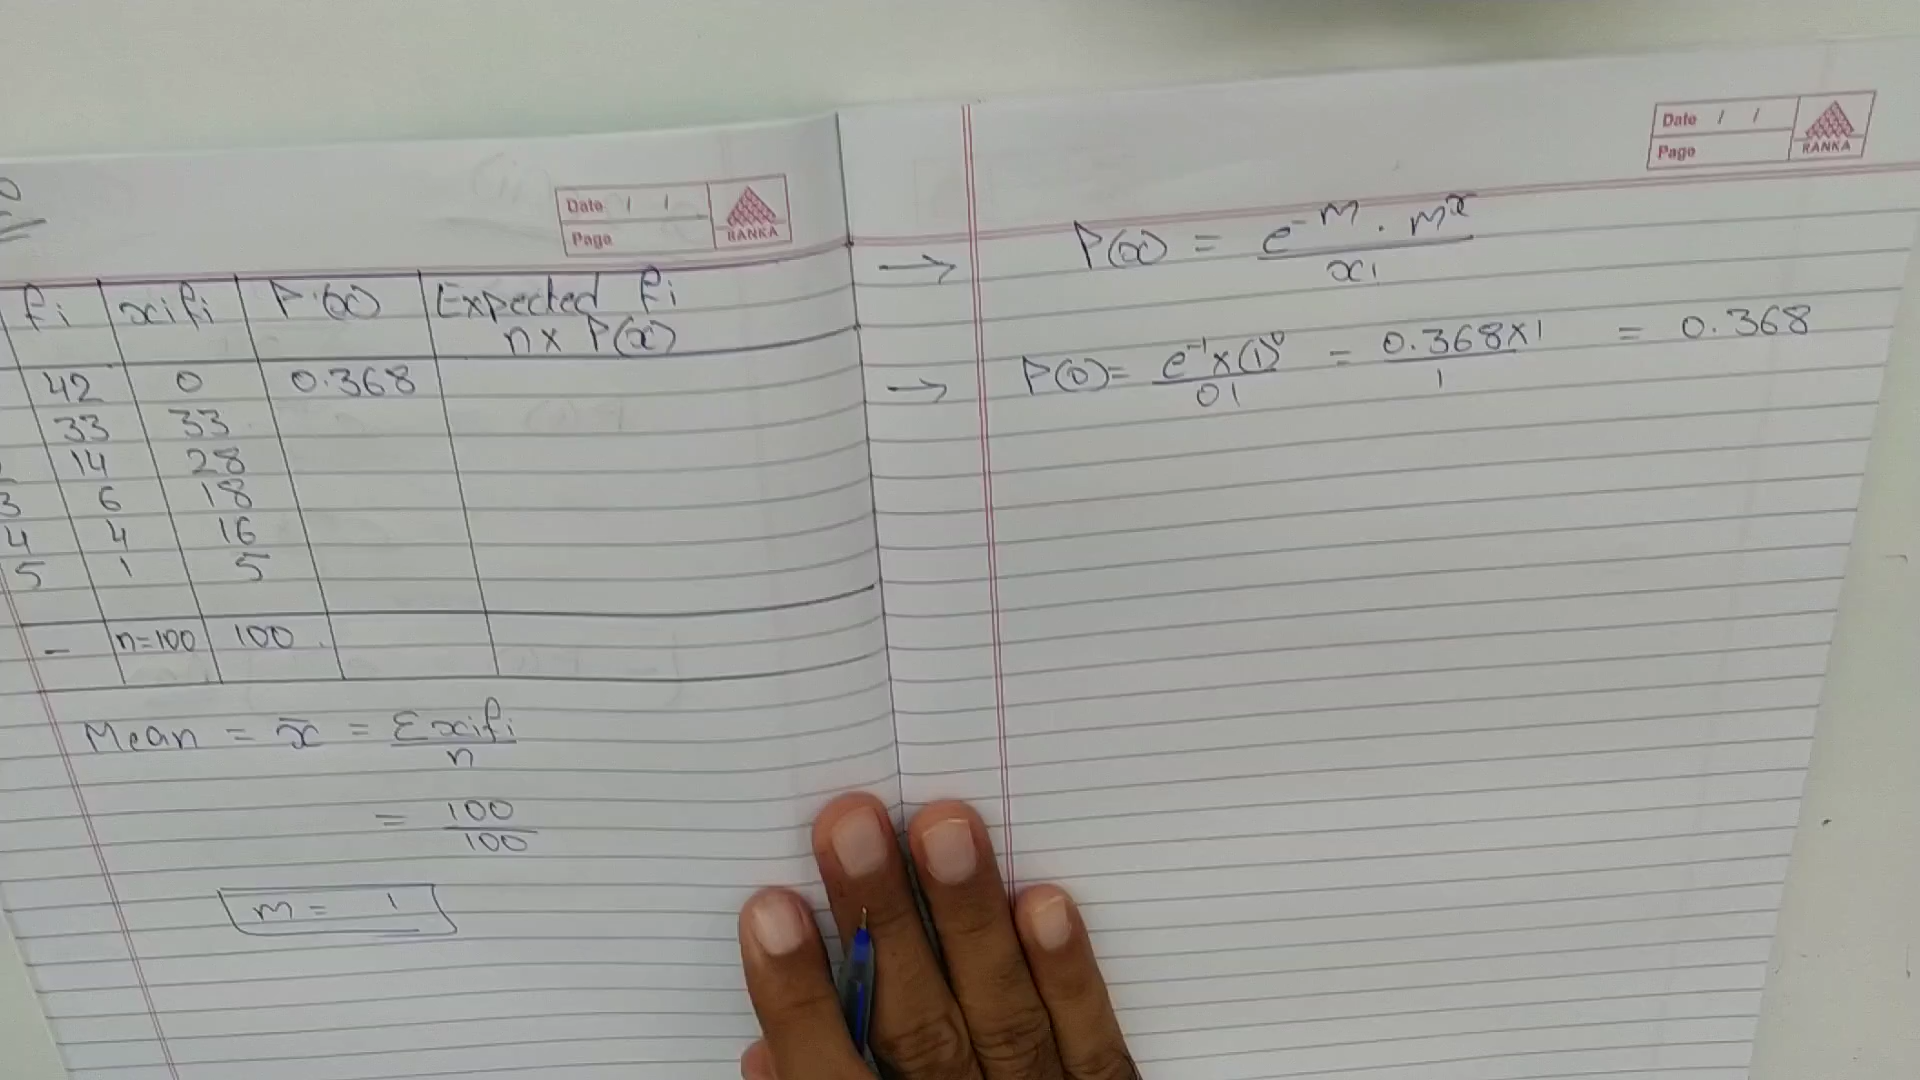 Date / /
Page
RANKA
fi xifi P(x) Expected fi
n x P(x)
42 0 0.368
33 33
14 28
3 6 18
4 4 16
5 1 5
- n=100 100
Mean = x̄ = Σxifi / n
= 100 / 100
m = 1
Date / /
Page
RANKA
→ P(x) = e^-m . m^x / x!
→ P(0) = e^-1 x (1)^0 / 0! = 0.368 x 1 / 1 = 0.368